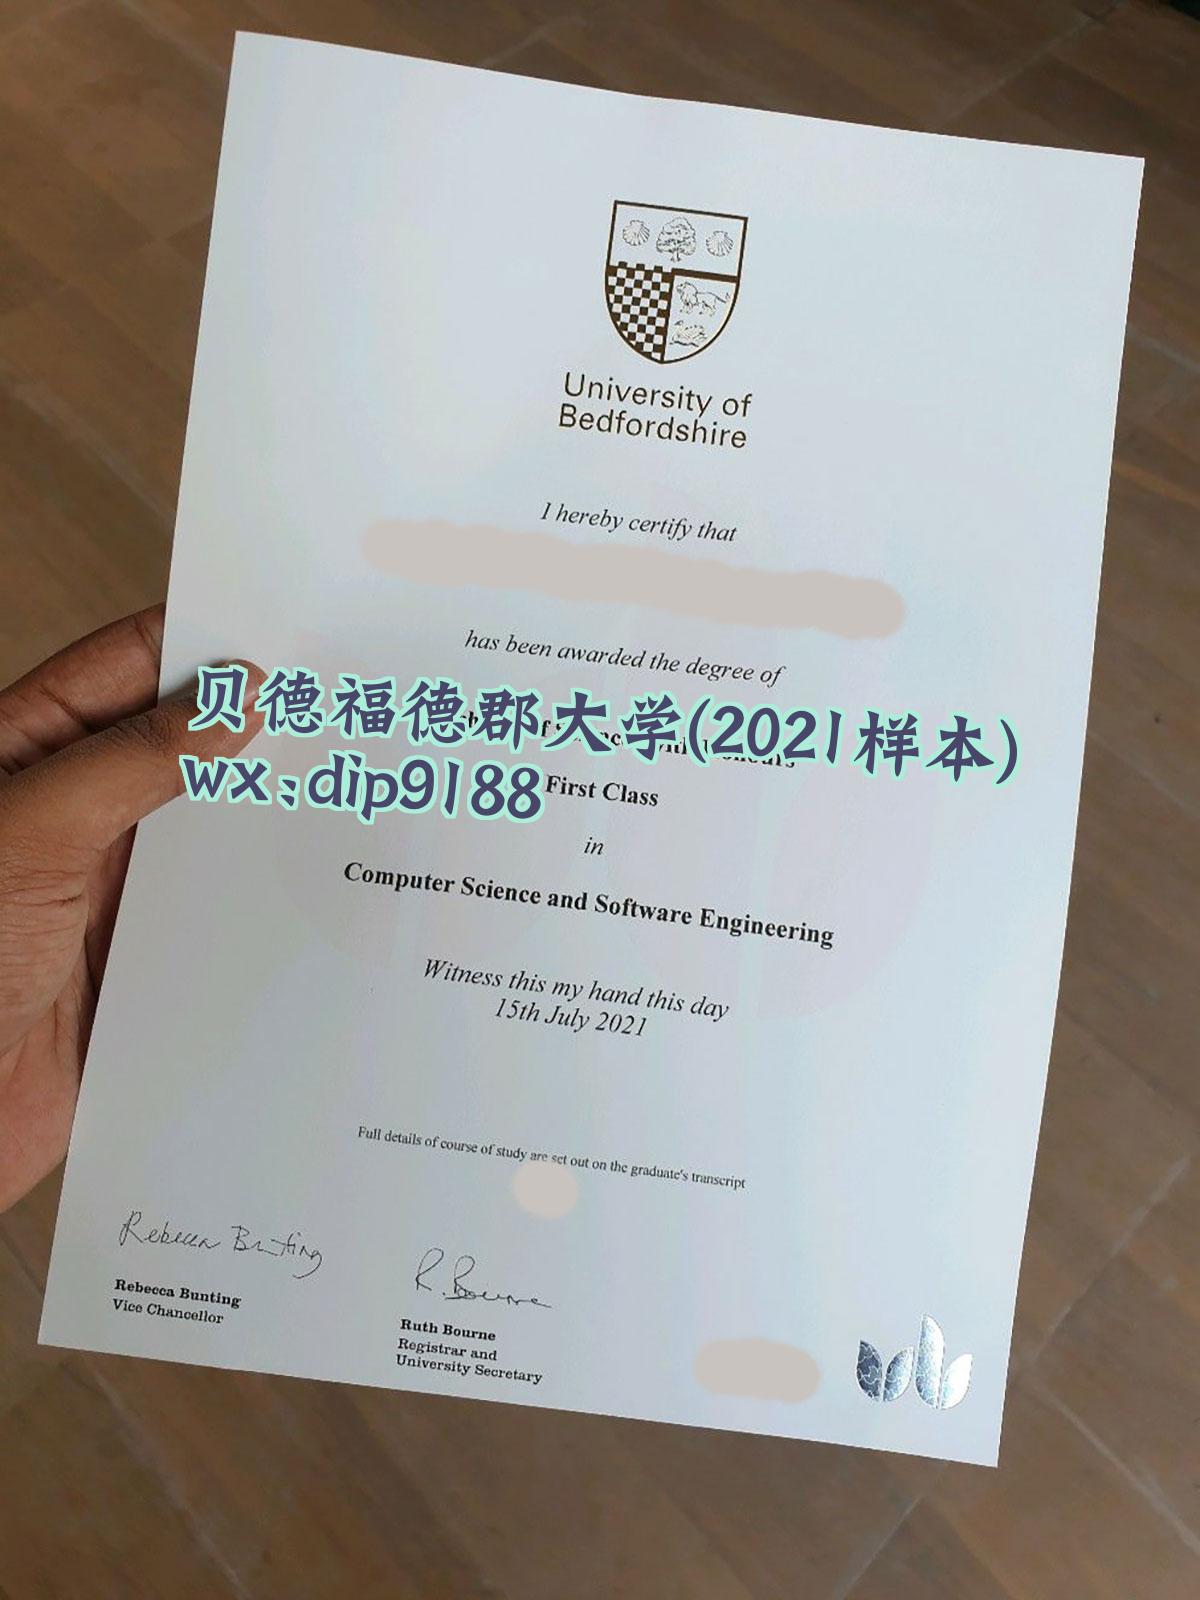 University of
Bedfordshire
I hereby certify that
has been awarded the degree of
贝德福德郡大学(2021样本)
wx:dip9188
First Class
in
Computer Science and Software Engineering
Witness this my hand this day
15th July 2021
Full details of course of study are set out on the graduate's transcript
Rebecca Bunting
R. Bourne
Rebecca Bunting
Vice Chancellor
Ruth Bourne
Registrar and
University Secretary